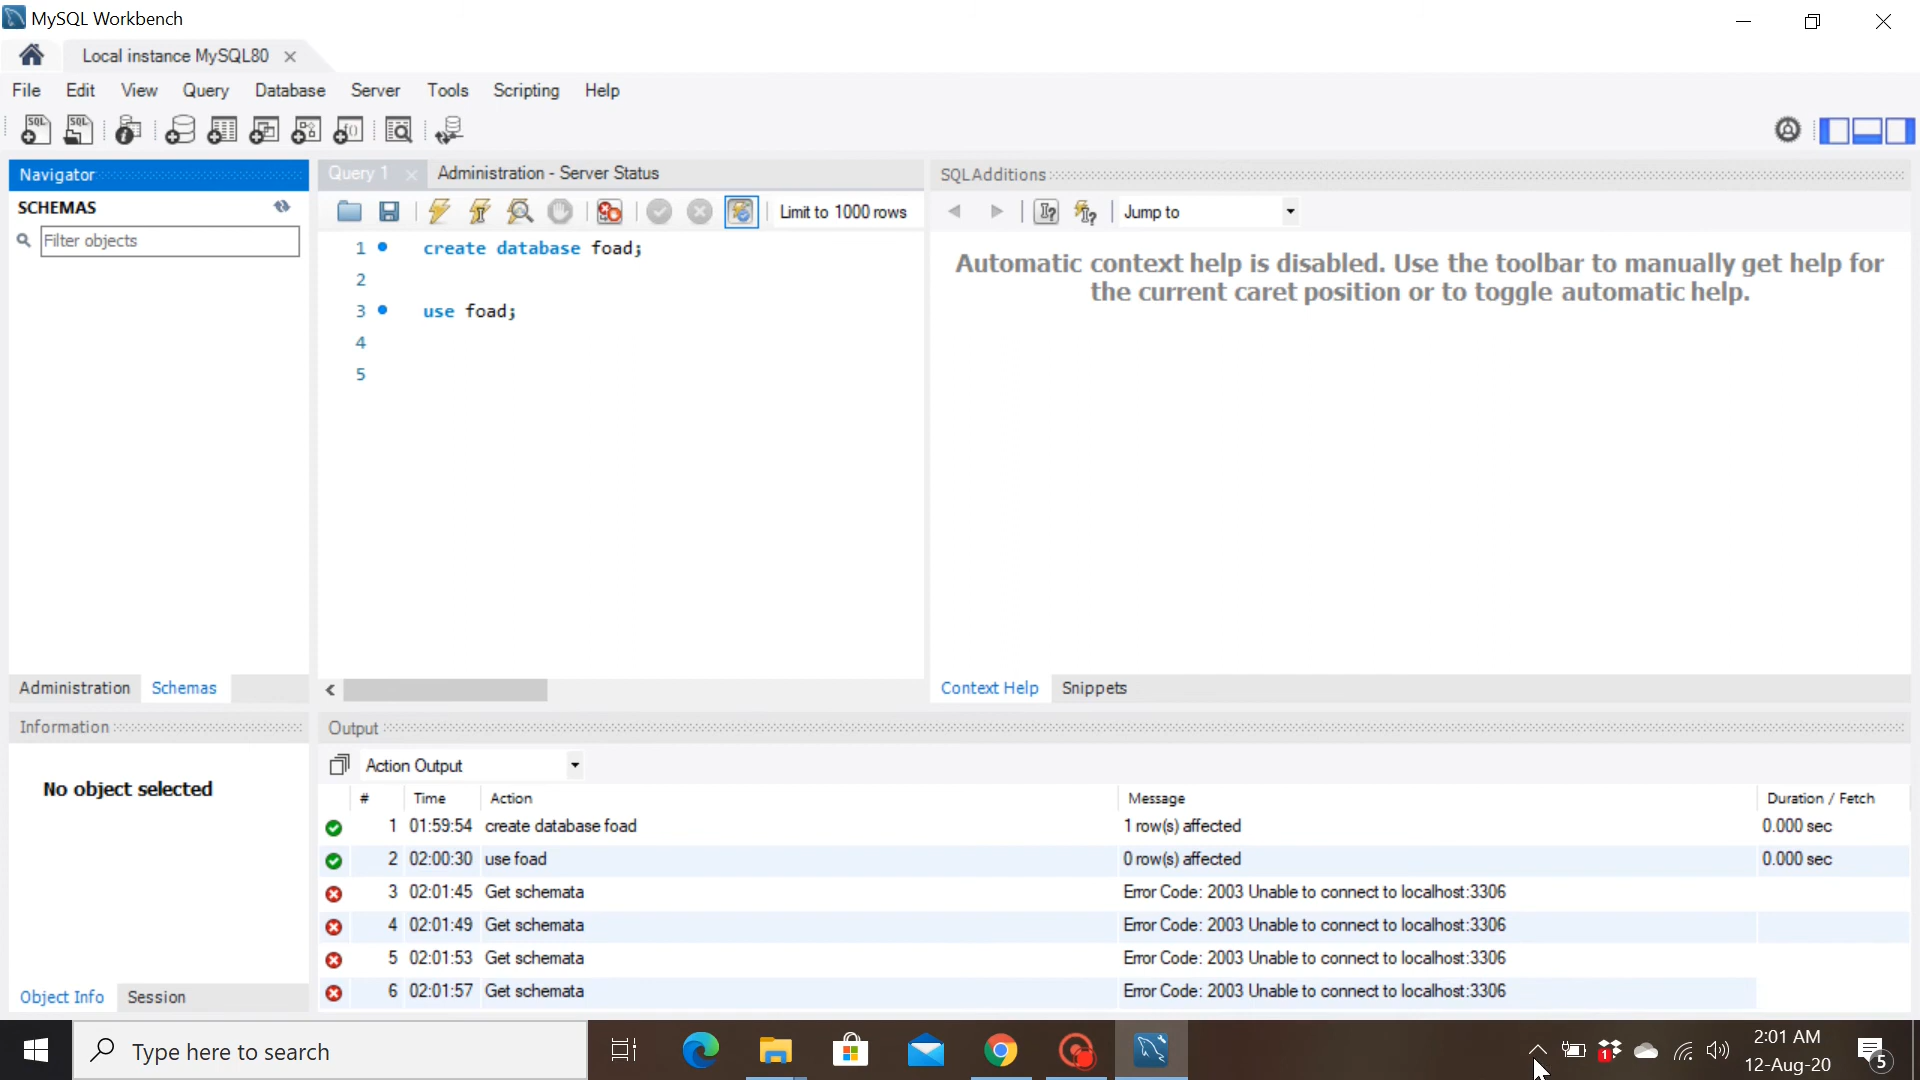 MySQL Workbench
Local instance MySQL80
File Edit View Query Database Server Tools Scripting Help
Navigator
SCHEMAS
Filter objects
Administration Schemas
Information
No object selected
Object Info Session
Query 1 Administration - Server Status
Limit to 1000 rows
1 create database foad;
2
3 use foad;
4
5
SQLAdditions
Jump to
Automatic context help is disabled. Use the toolbar to manually get help for
the current caret position or to toggle automatic help.
Context Help Snippets
Output
Action Output
# Time Action Message Duration / Fetch
1 01:59:54 create database foad 1 row(s) affected 0.000 sec
2 02:00:30 use foad 0 row(s) affected 0.000 sec
3 02:01:45 Get schemata Error Code: 2003 Unable to connect to localhost:3306
4 02:01:49 Get schemata Error Code: 2003 Unable to connect to localhost:3306
5 02:01:53 Get schemata Error Code: 2003 Unable to connect to localhost:3306
6 02:01:57 Get schemata Error Code: 2003 Unable to connect to localhost:3306
Type here to search
1
2:01 AM
12-Aug-20
5